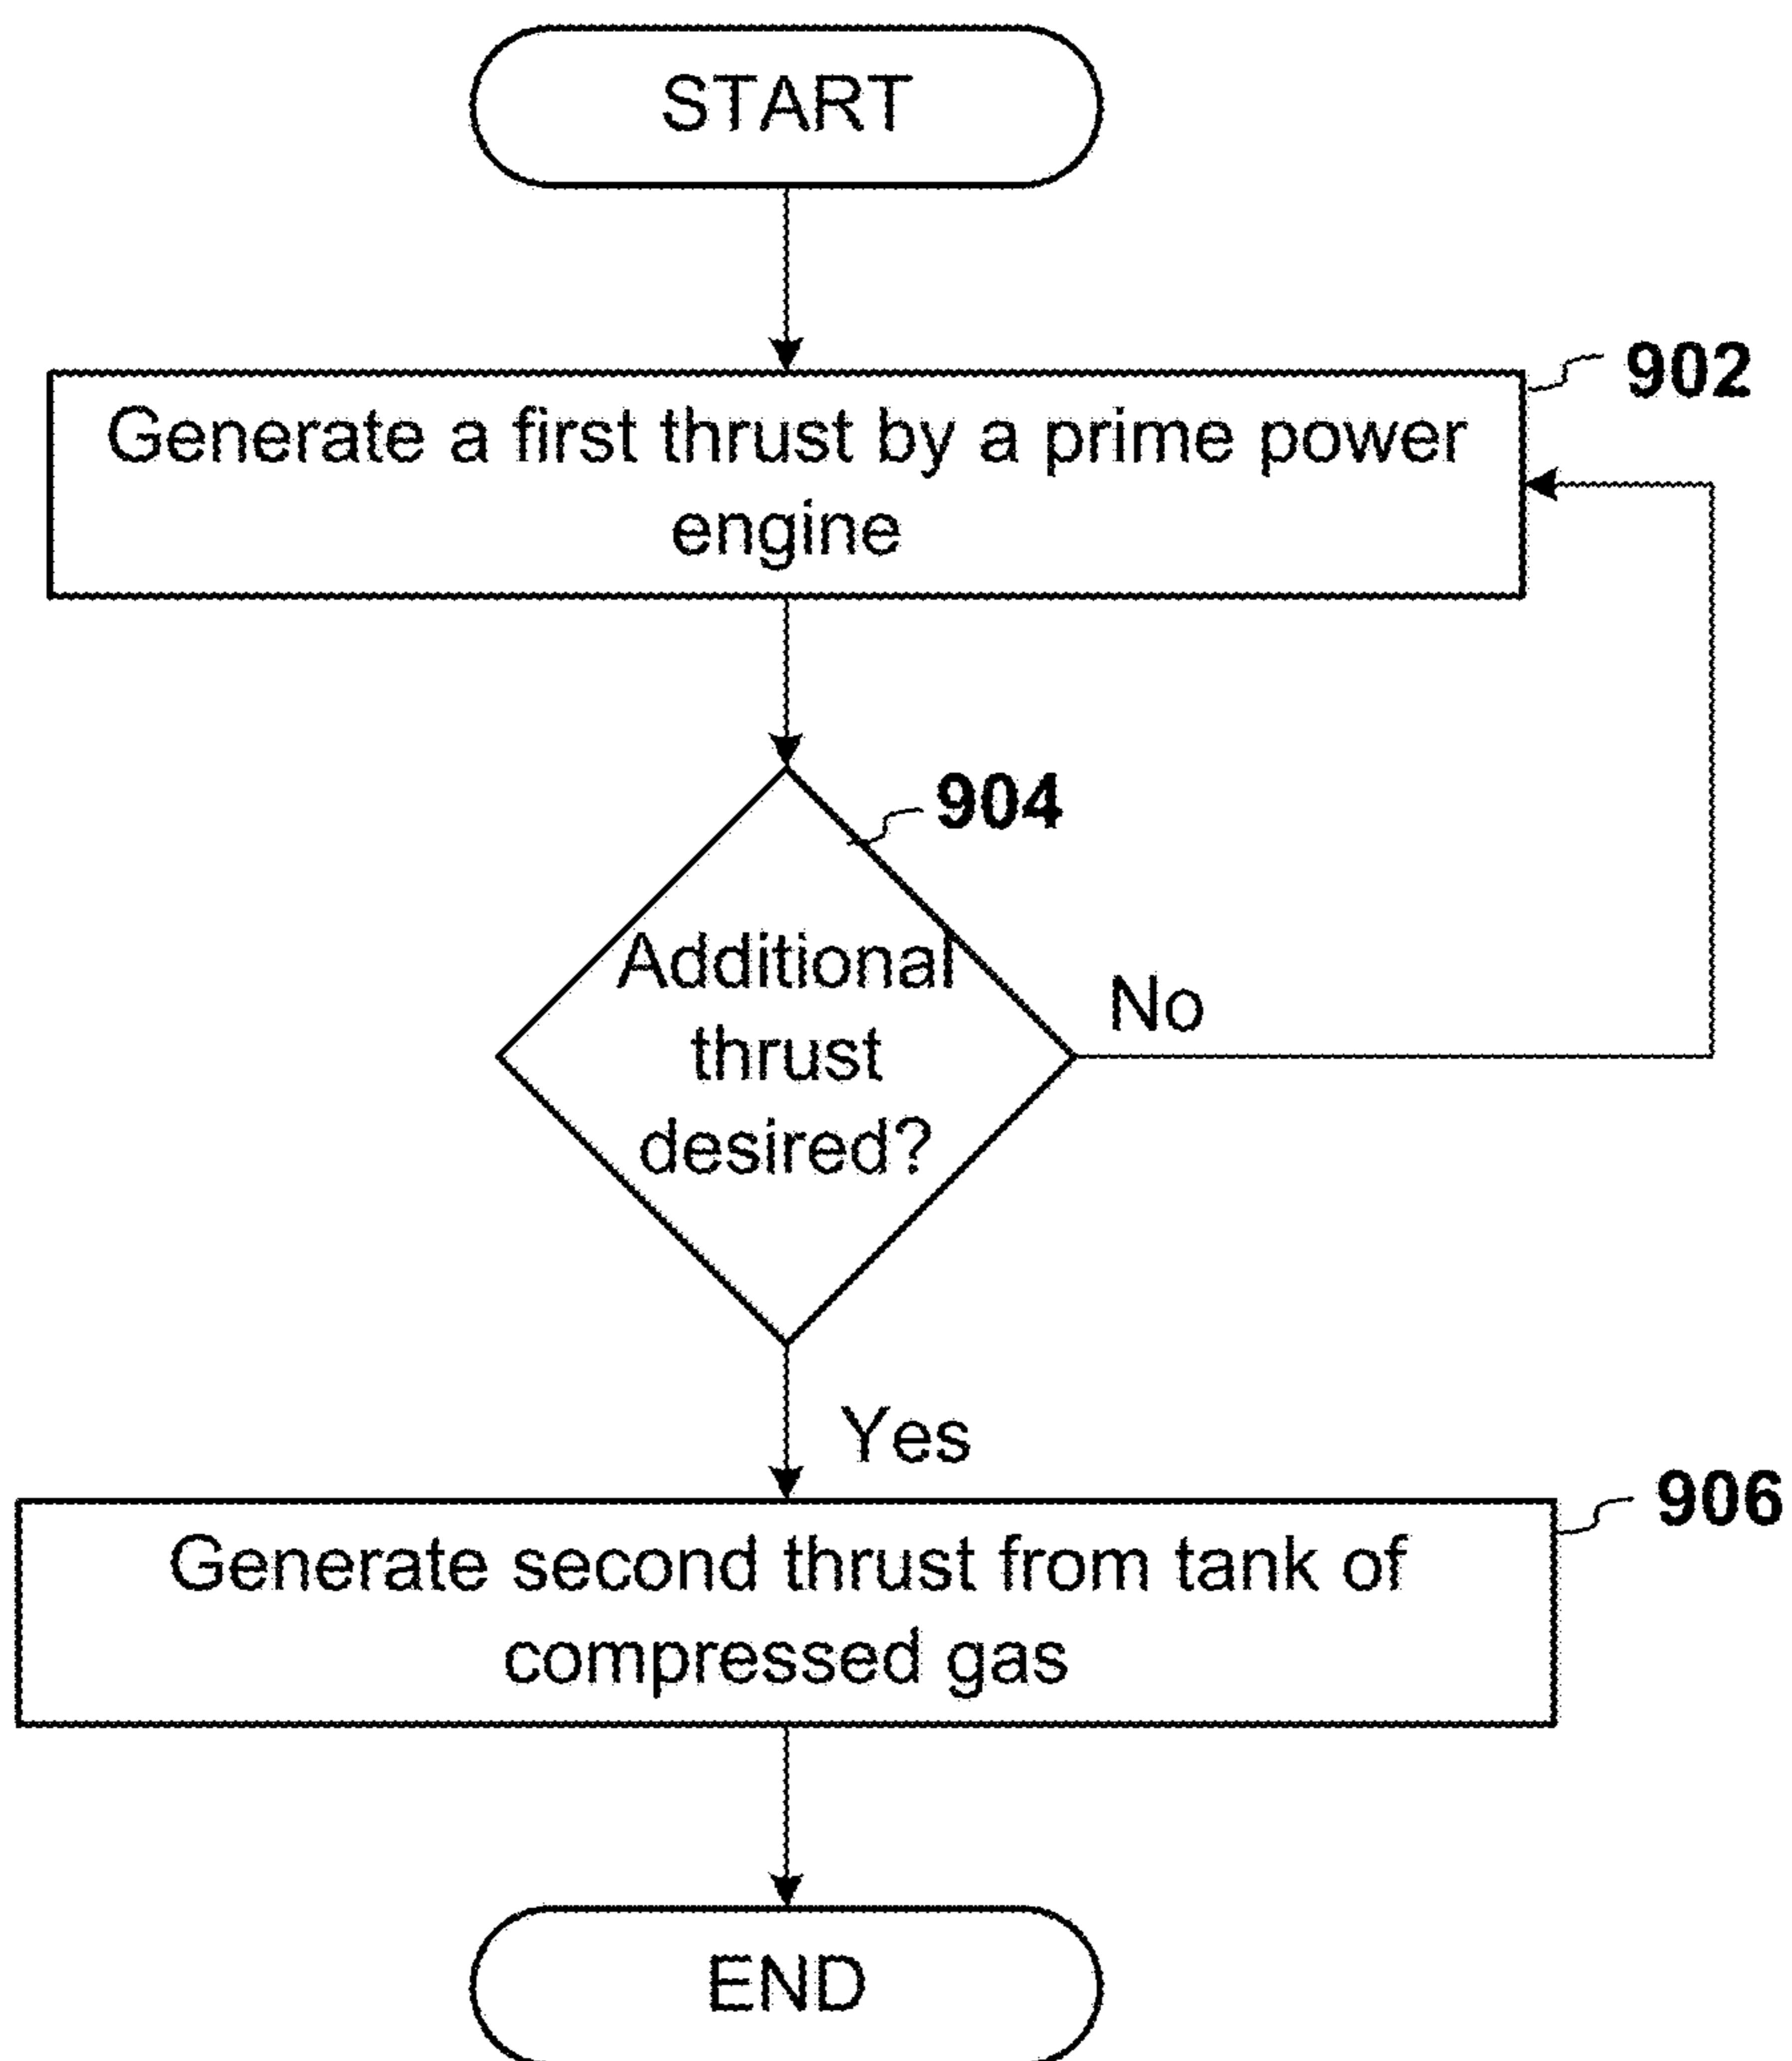 START
902
Generate a first thrust by a prime power
engine
904
Additional
thrust
desired?
No
Yes
906
Generate second thrust from tank of
compressed gas
END